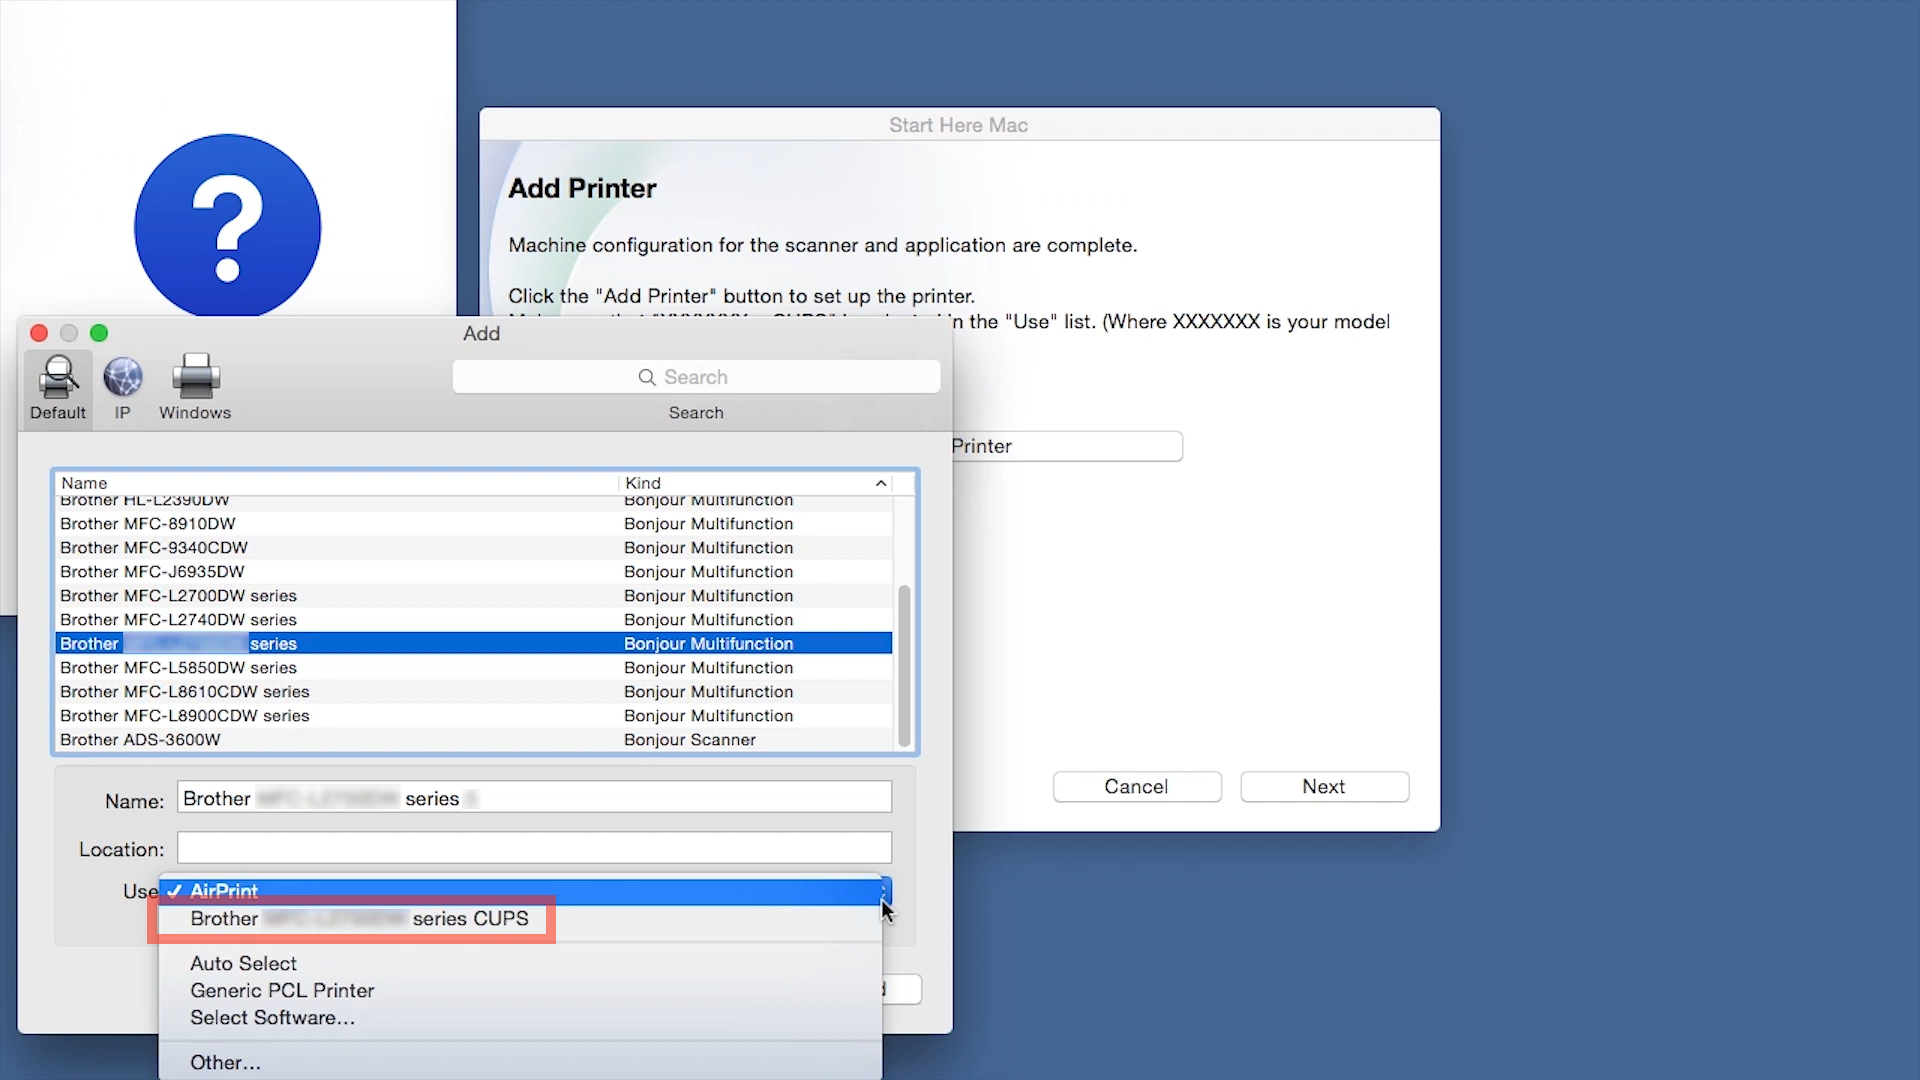 ?
Start Here Mac
Add Printer
Machine configuration for the scanner and application are complete.
Click the "Add Printer" button to set up the printer.
in the "Use" list. (Where XXXXXXX is your model
Printer
Cancel
Next
Add
Default
IP
Windows
Search
Search
Name
Kind
Brother HL-L2390DW
Bonjour Multifunction
Brother MFC-8910DW
Bonjour Multifunction
Brother MFC-9340CDW
Bonjour Multifunction
Brother MFC-J6935DW
Bonjour Multifunction
Brother MFC-L2700DW series
Bonjour Multifunction
Brother MFC-L2740DW series
Bonjour Multifunction
Brother series
Bonjour Multifunction
Brother MFC-L5850DW series
Bonjour Multifunction
Brother MFC-L8610CDW series
Bonjour Multifunction
Brother MFC-L8900CDW series
Bonjour Multifunction
Brother ADS-3600W
Bonjour Scanner
Name:
Brother series
Location:
Use
✓ AirPrint
Brother series CUPS
Auto Select
Generic PCL Printer
Select Software...
Other...